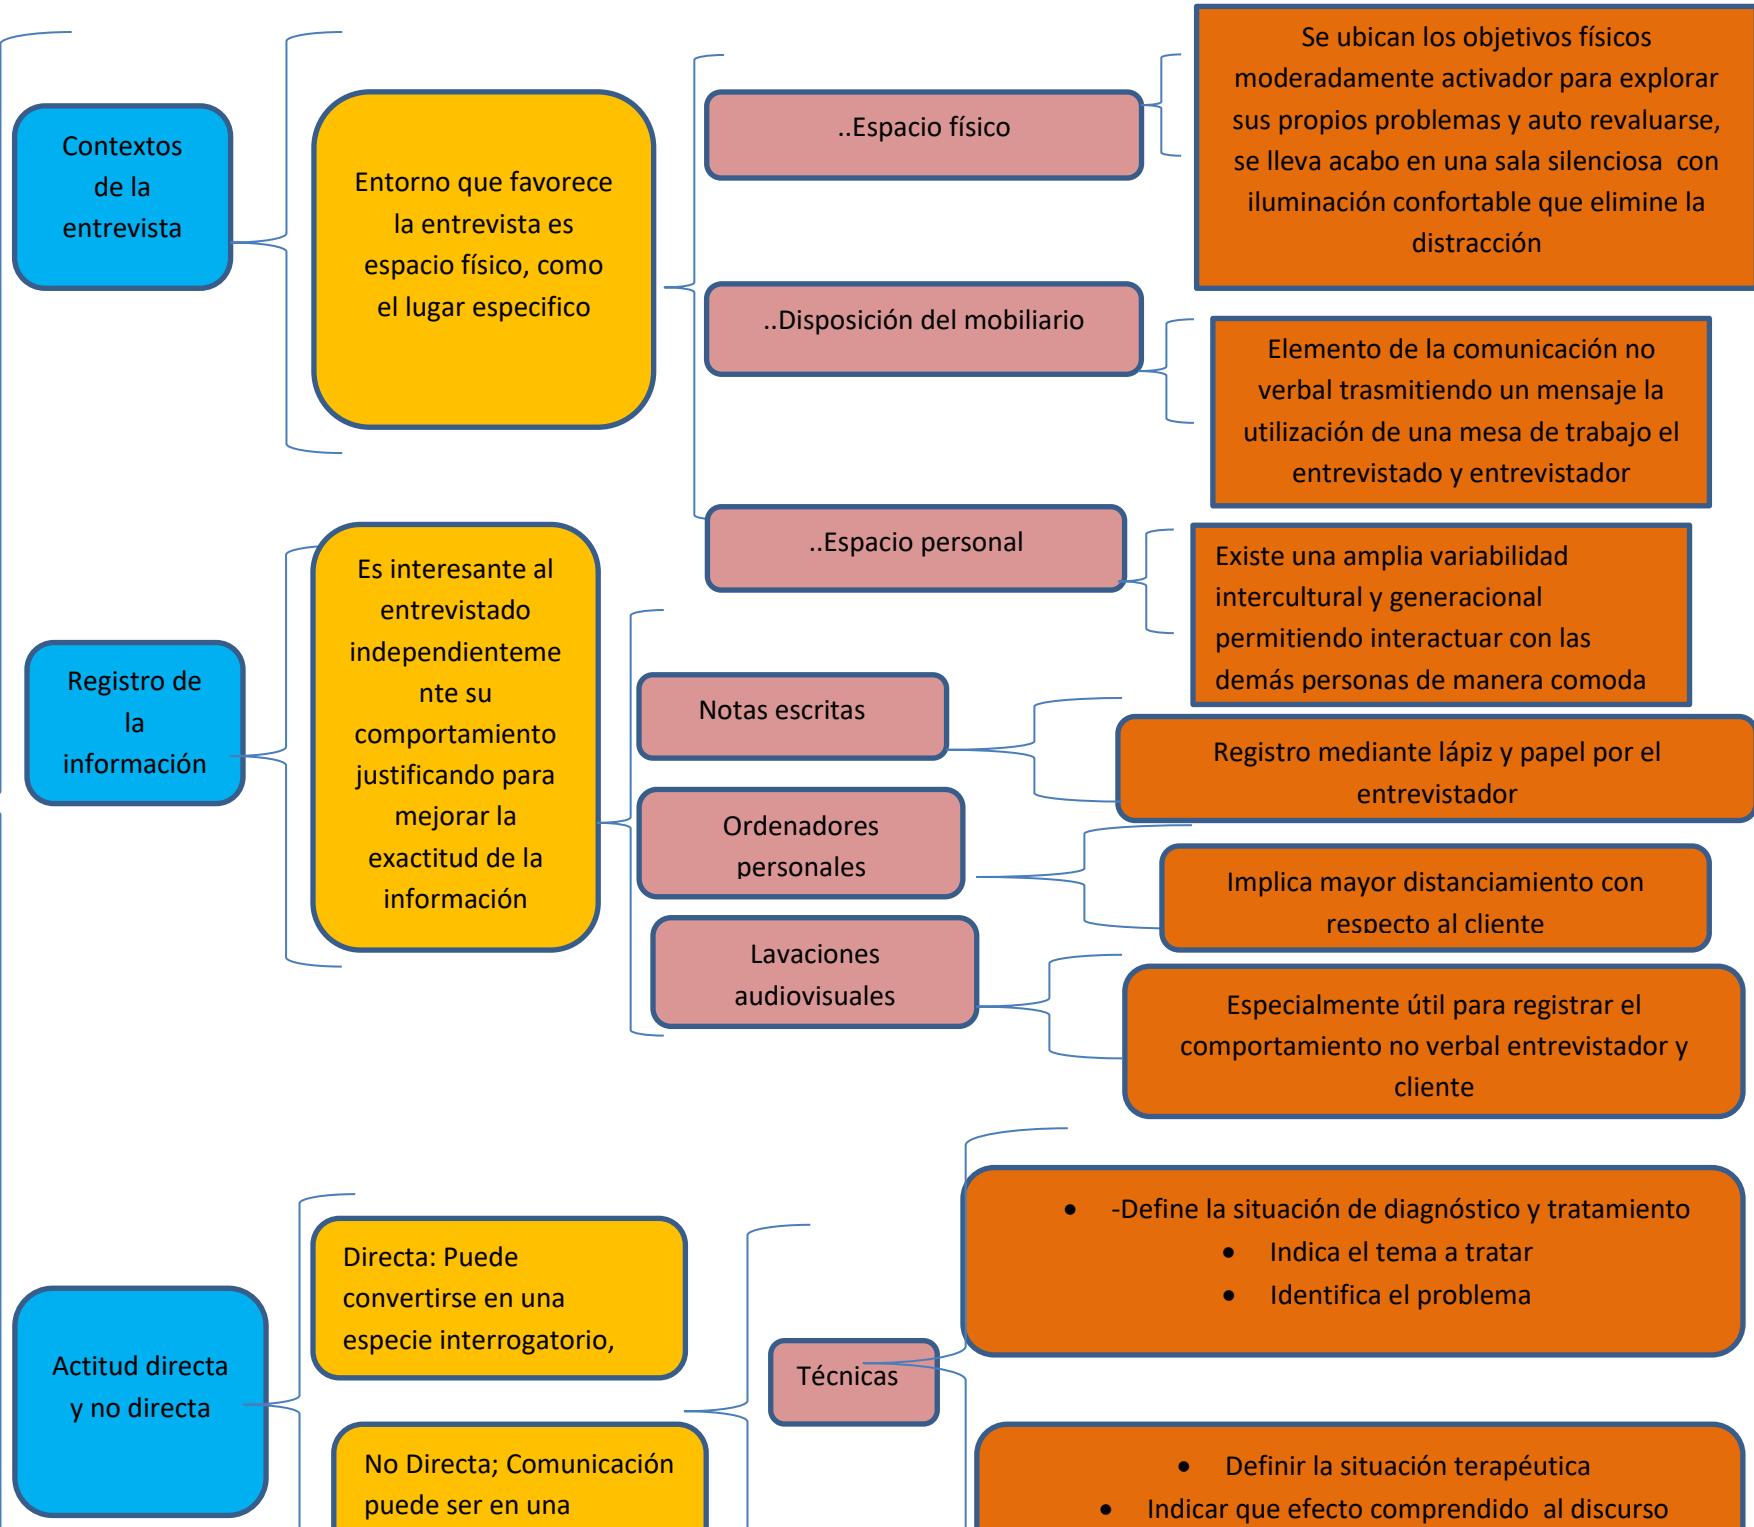 Contextos
de la
entrevista
Entorno que favorece
la entrevista es
espacio físico, como
el lugar especifico
..Espacio físico
Se ubican los objetivos físicos
moderadamente activador para explorar
sus propios problemas y auto revaluarse,
se lleva acabo en una sala silenciosa con
iluminación confortable que elimine la
distracción
..Disposición del mobiliario
Elemento de la comunicación no
verbal trasmitiendo un mensaje la
utilización de una mesa de trabajo el
entrevistado y entrevistador
..Espacio personal
Existe una amplia variabilidad
intercultural y generacional
permitiendo interactuar con las
demás personas de manera comoda
Registro de
la
información
Es interesante al
entrevistado
independienteme
nte su
comportamiento
justificando para
mejorar la
exactitud de la
información
Notas escritas
Registro mediante lápiz y papel por el
entrevistador
Ordenadores
personales
Implica mayor distanciamiento con
respecto al cliente
Lavaciones
audiovisuales
Especialmente útil para registrar el
comportamiento no verbal entrevistador y
cliente
Actitud directa
y no directa
Directa: Puede
convertirse en una
especie interrogatorio,
No Directa; Comunicación
puede ser en una
Técnicas
• -Define la situación de diagnóstico y tratamiento
• Indica el tema a tratar
• Identifica el problema
• Definir la situación terapéutica
• Indicar que efecto comprendido al discurso